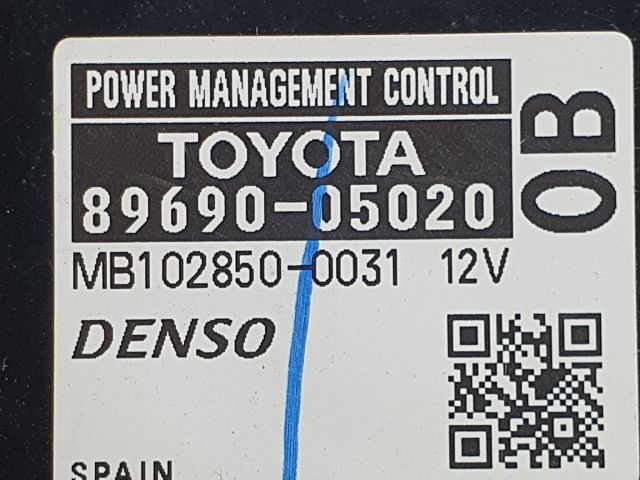 POWER MANAGEMENT CONTROL
TOYOTA
89690-05020
0B
MB102850-0031 12V
DENSO
SPAIN